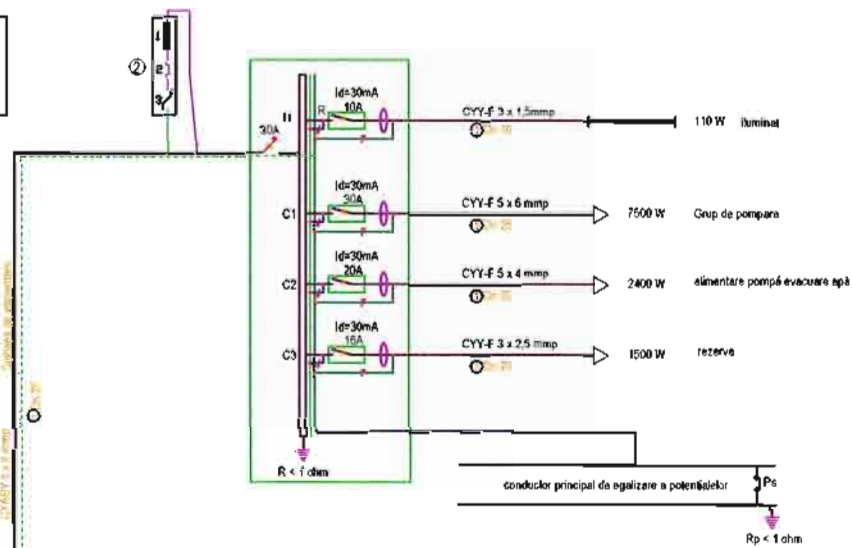 1
2
3
2
30A
I1
R
Id=30mA
10A
CYY-F 3 x 1,5mmp
110 W iluminat
C1
Id=30mA
30A
CYY-F 5 x 6 mmp
7500 W Grup de pompare
C2
Id=30mA
20A
CYY-F 5 x 4 mmp
2400 W alimentare pompă evacuare apă
C3
Id=30mA
16A
CYY-F 3 x 2,5 mmp
1500 W rezerva
R < 1 ohm
conductor principal de egalizare a potențialelor
Ps
Rp < 1 ohm